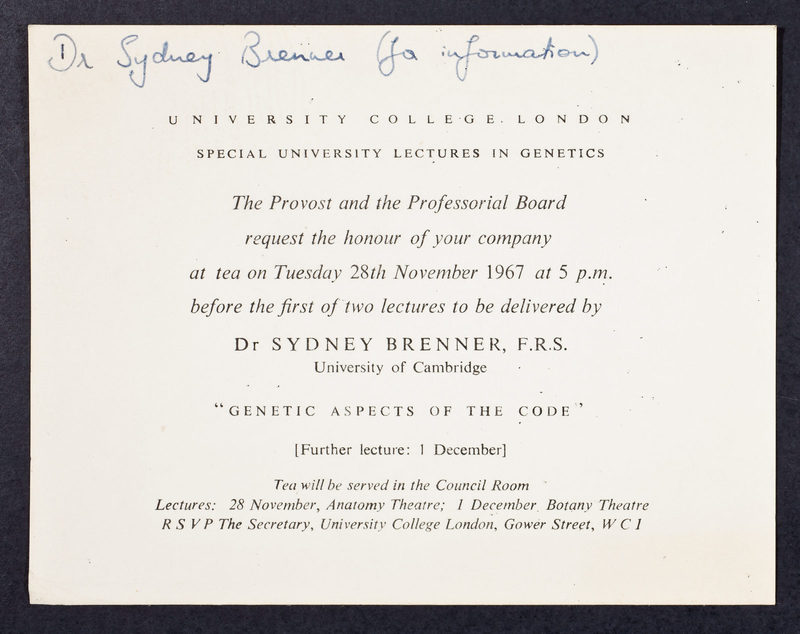 Dr Sydney Brenner (for information)
UNIVERSITY COLLEGE LONDON
SPECIAL UNIVERSITY LECTURES IN GENETICS
The Provost and the Professorial Board
request the honour of your company
at tea on Tuesday 28th November 1967 at 5 p.m.
before the first of two lectures to be delivered by
Dr SYDNEY BRENNER, F.R.S.
University of Cambridge
“GENETIC ASPECTS OF THE CODE”
[Further lecture: 1 December]
Tea will be served in the Council Room
Lectures: 28 November, Anatomy Theatre; 1 December Botany Theatre
R S V P The Secretary, University College London, Gower Street, W C 1